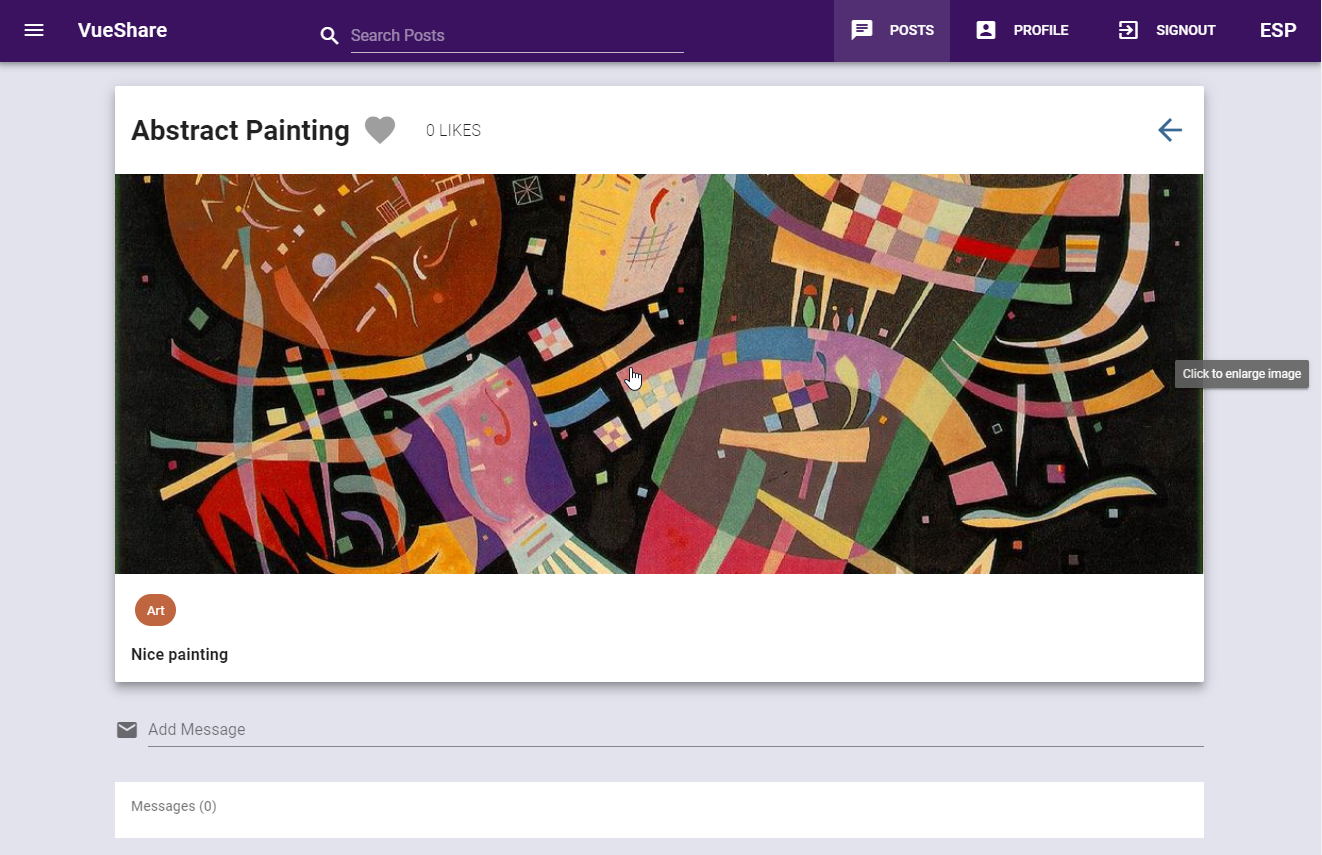 VueShare
Search Posts
POSTS
PROFILE
SIGNOUT
ESP
Abstract Painting
0 LIKES
Click to enlarge image
Art
Nice painting
Add Message
Messages (0)